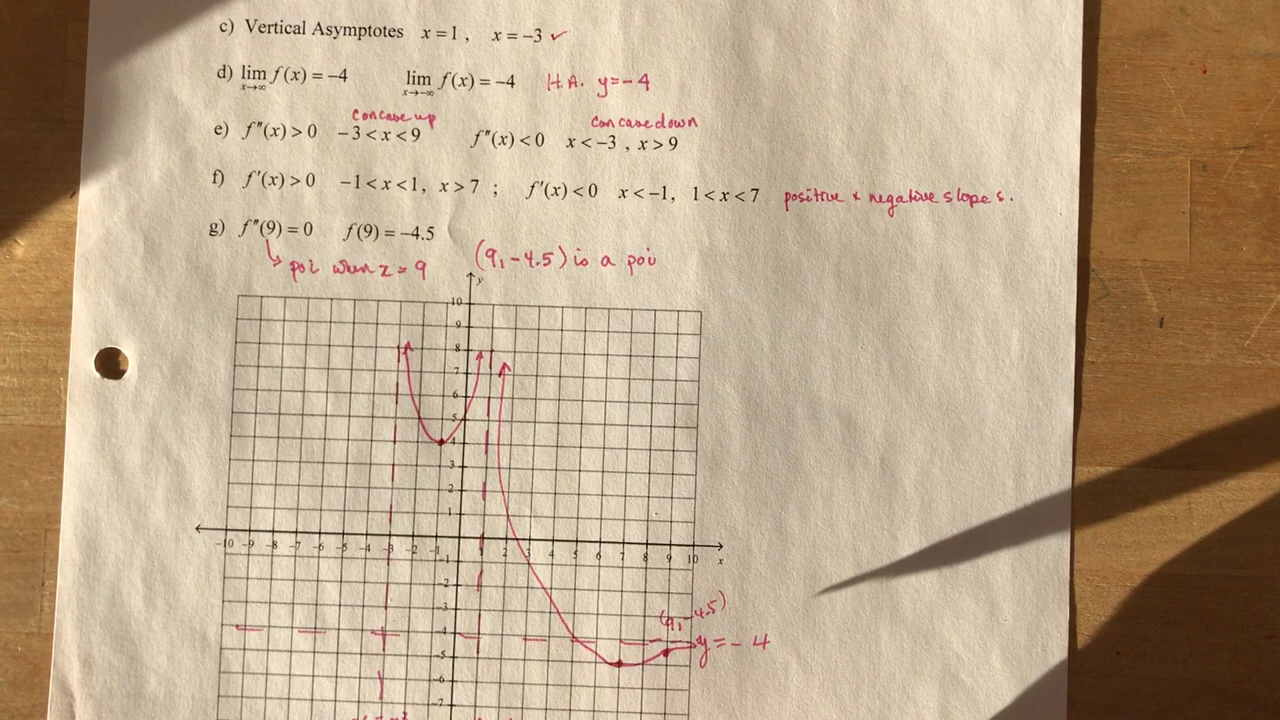 c) Vertical Asymptotes x = 1 , x = −3 ✓
d) lim x→∞ f(x) = −4 lim x→−∞ f(x) = −4 H.A. y = −4
concave up concave down
e) f″(x) > 0 −3 < x < 9 f″(x) < 0 x < −3 , x > 9
f) f′(x) > 0 −1 < x < 1, x > 7 ; f′(x) < 0 x < −1, 1 < x < 7 positive & negative slopes.
g) f″(9) = 0 f(9) = −4.5
↳ poi when x = 9 (9, −4.5) is a poi
y
10
9
8
7
6
5
4
3
2
1
−10 −9 −8 −7 −6 −5 −4 −3 −2 −1 1 2 3 4 5 6 7 8 9 10 x
−1
−2
−3
(9, −4.5)
−4
y = −4
−5
−6
−7